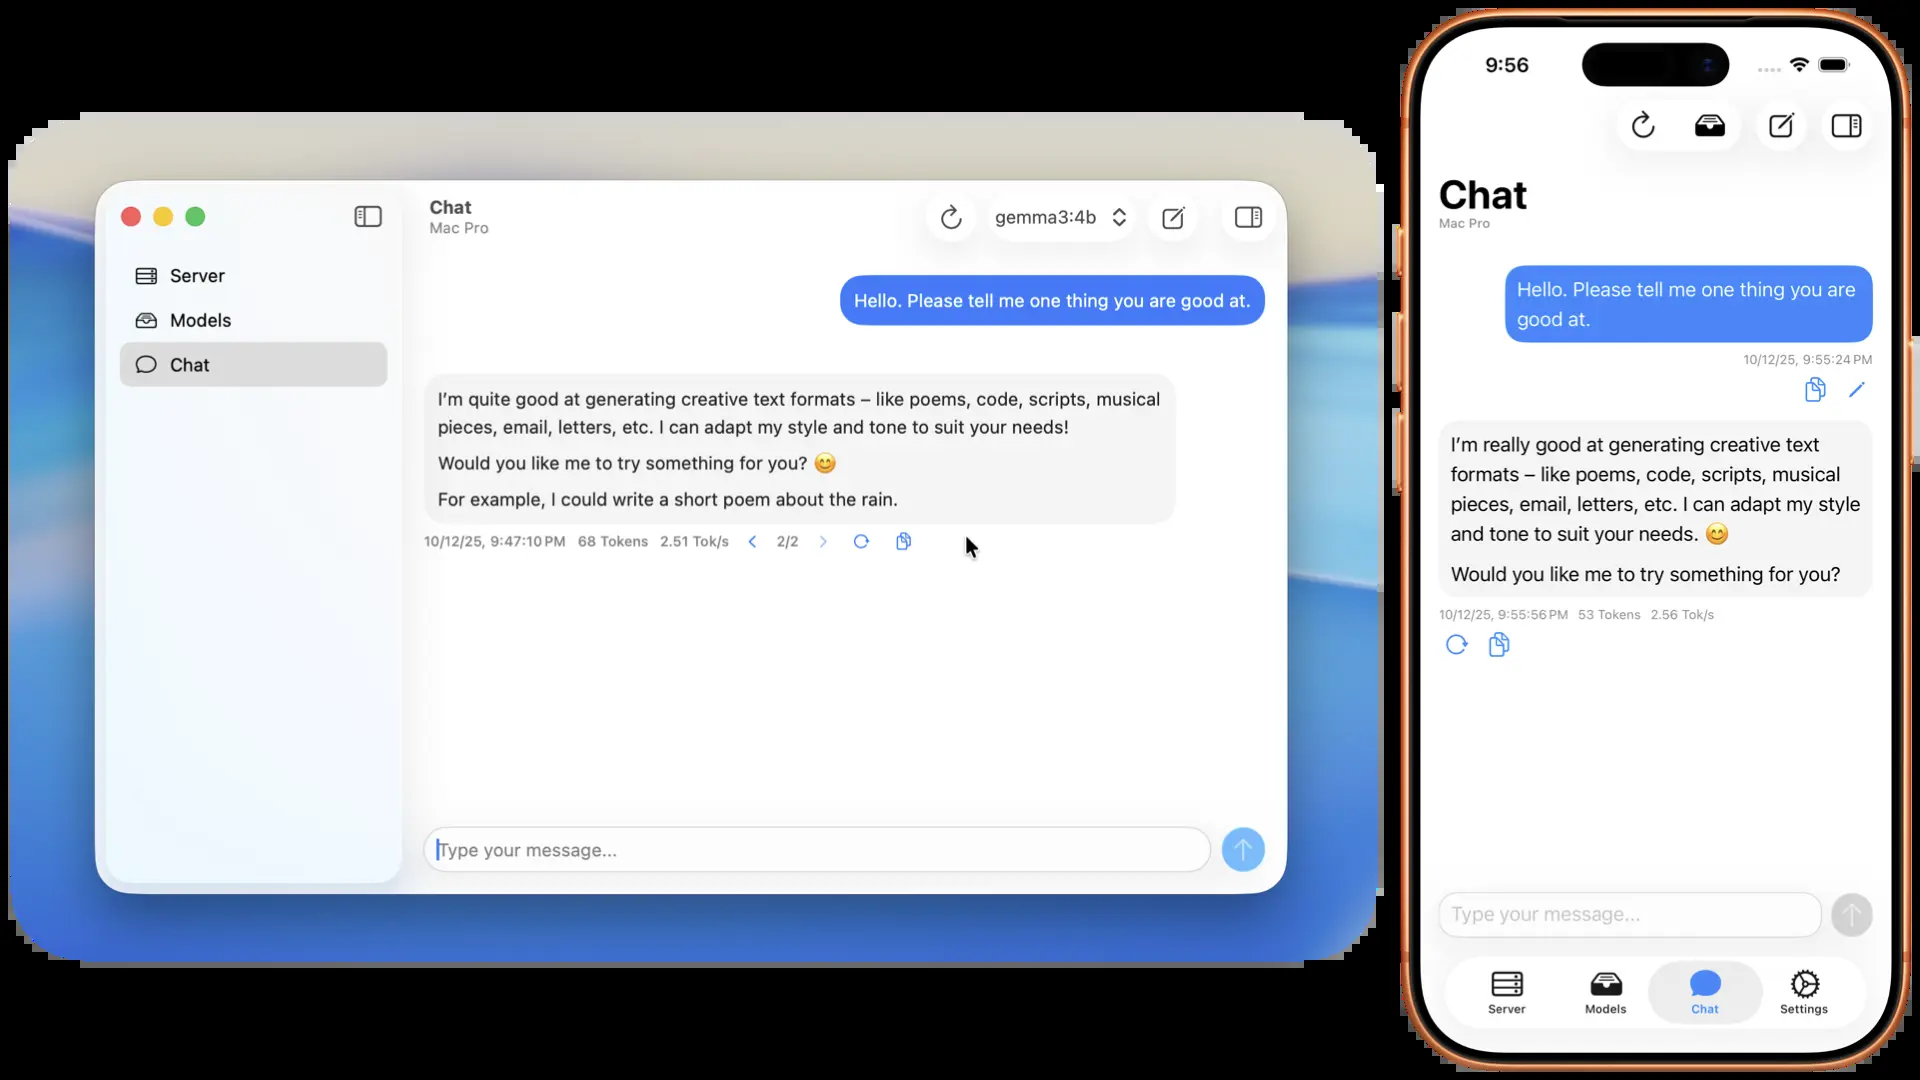 Chat
Mac Pro
gemma3:4b
Server
Models
Chat
Hello. Please tell me one thing you are good at.
I'm quite good at generating creative text formats – like poems, code, scripts, musical
pieces, email, letters, etc. I can adapt my style and tone to suit your needs!
Would you like me to try something for you? 😊
For example, I could write a short poem about the rain.
10/12/25, 9:47:10 PM 68 Tokens 2.51 Tok/s 2/2
Type your message...
9:56
Chat
Mac Pro
Hello. Please tell me one thing you are
good at.
10/12/25, 9:55:24 PM
I'm really good at generating creative text
formats – like poems, code, scripts, musical
pieces, email, letters, etc. I can adapt my style
and tone to suit your needs. 😊
Would you like me to try something for you?
10/12/25, 9:55:56 PM 53 Tokens 2.56 Tok/s
Type your message...
Server Models Chat Settings